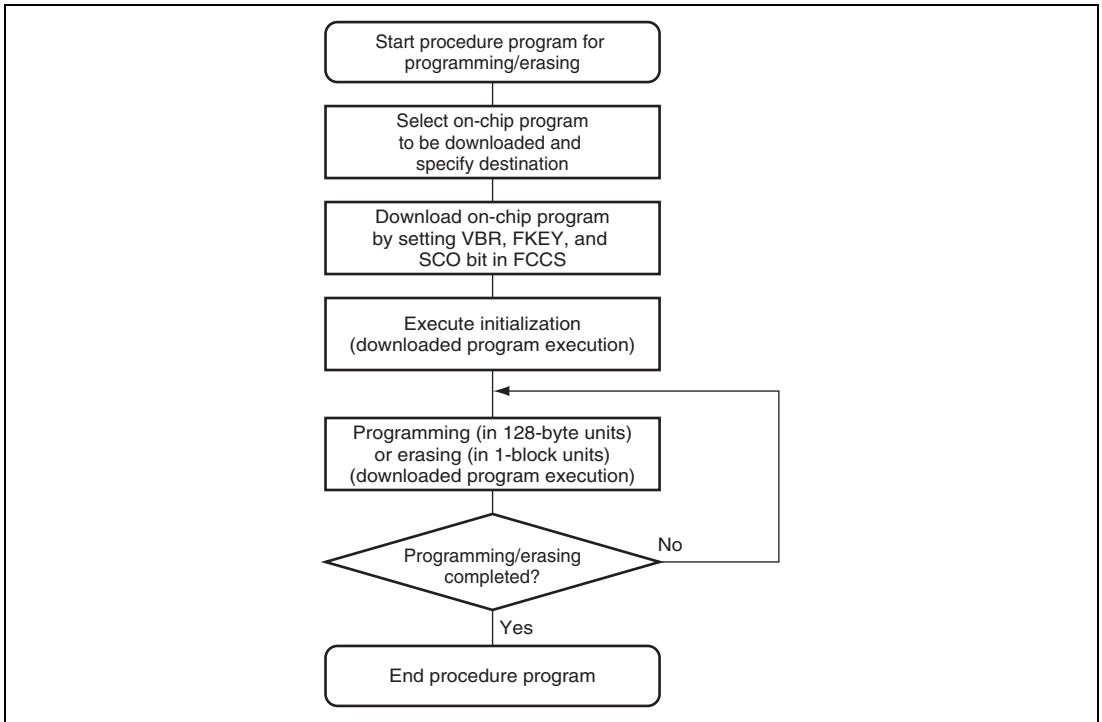 Start procedure program for
programming/erasing
Select on-chip program
to be downloaded and
specify destination
Download on-chip program
by setting VBR, FKEY, and
SCO bit in FCCS
Execute initialization
(downloaded program execution)
Programming (in 128-byte units)
or erasing (in 1-block units)
(downloaded program execution)
No
Programming/erasing
completed?
Yes
End procedure program